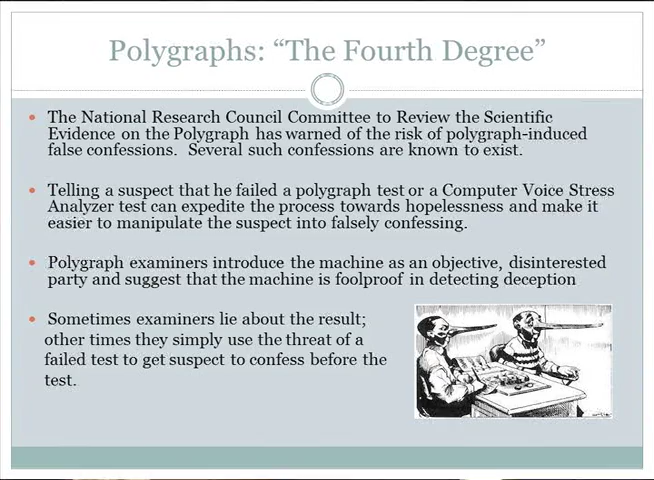 Polygraphs: “The Fourth Degree”
The National Research Council Committee to Review the Scientific
Evidence on the Polygraph has warned of the risk of polygraph-induced
false confessions.  Several such confessions are known to exist.
Telling a suspect that he failed a polygraph test or a Computer Voice Stress
Analyzer test can expedite the process towards hopelessness and make it
easier to manipulate the suspect into falsely confessing.
Polygraph examiners introduce the machine as an objective, disinterested
party and suggest that the machine is foolproof in detecting deception
Sometimes examiners lie about the result;
other times they simply use the threat of a
failed test to get suspect to confess before the
test.